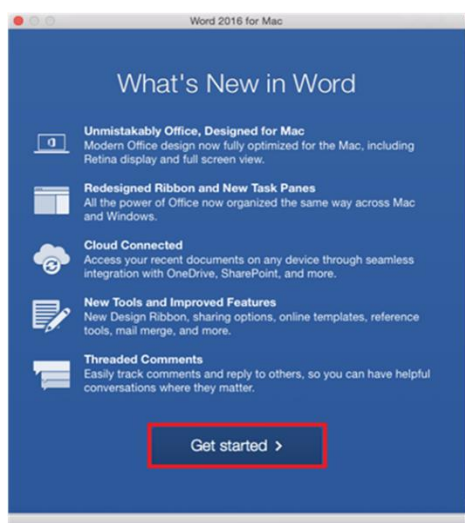 Word 2016 for Mac
What's New in Word
Unmistakably Office, Designed for Mac
Modern Office design now fully optimized for the Mac, including
Retina display and full screen view.
Redesigned Ribbon and New Task Panes
All the power of Office now organized the same way across Mac
and Windows.
Cloud Connected
Access your recent documents on any device through seamless
integration with OneDrive, SharePoint, and more.
New Tools and Improved Features
New Design Ribbon, sharing options, online templates, reference
tools, mail merge, and more.
Threaded Comments
Easily track comments and reply to others, so you can have helpful
conversations where they matter.
Get started >